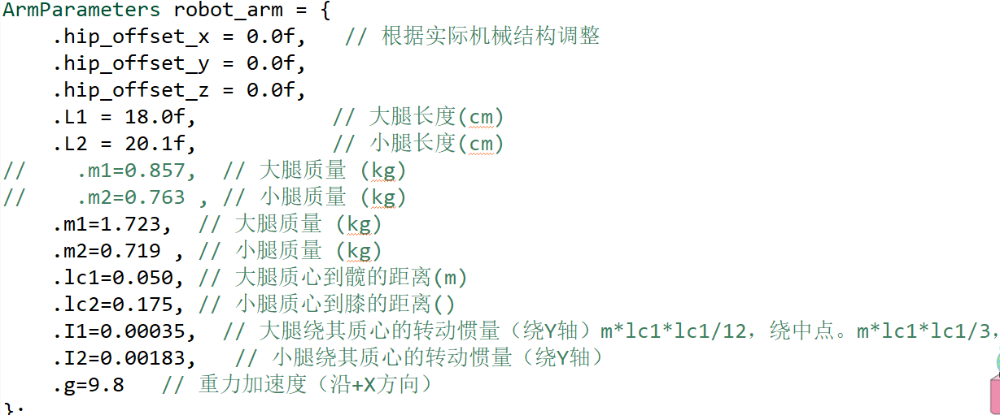 ArmParameters robot_arm = {
    .hip_offset_x = 0.0f,   // 根据实际机械结构调整
    .hip_offset_y = 0.0f,
    .hip_offset_z = 0.0f,
    .L1 = 18.0f,            // 大腿长度(cm)
    .L2 = 20.1f,            // 小腿长度(cm)
//    .m1=0.857,  // 大腿质量 (kg)
//    .m2=0.763 , // 小腿质量 (kg)
    .m1=1.723,  // 大腿质量 (kg)
    .m2=0.719 , // 小腿质量 (kg)
    .lc1=0.050, // 大腿质心到髋的距离(m)
    .lc2=0.175, // 小腿质心到膝的距离()
    .I1=0.00035,  // 大腿绕其质心的转动惯量（绕Y轴）m*lc1*lc1/12，绕中点。m*lc1*lc1/3，
    .I2=0.00183,   // 小腿绕其质心的转动惯量（绕Y轴）
    .g=9.8   // 重力加速度（沿+X方向）
};